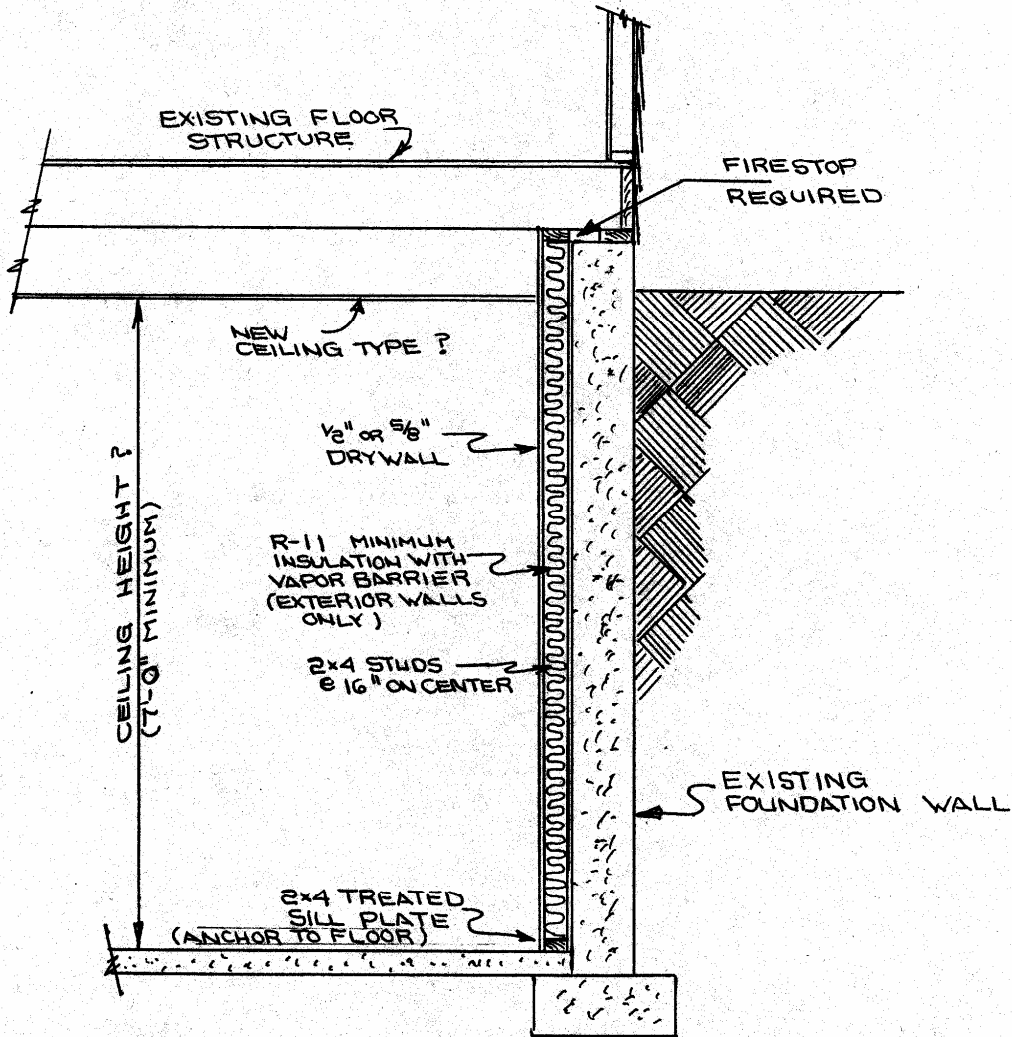 EXISTING FLOOR
STRUCTURE
FIRESTOP
REQUIRED
NEW
CEILING TYPE ?
1/2" OR 5/8"
DRYWALL
CEILING HEIGHT ?
(7'-0" MINIMUM)
R-11 MINIMUM
INSULATION WITH
VAPOR BARRIER
(EXTERIOR WALLS
ONLY)
2x4 STUDS
@ 16" ON CENTER
EXISTING
FOUNDATION WALL
2x4 TREATED
SILL PLATE
(ANCHOR TO FLOOR)